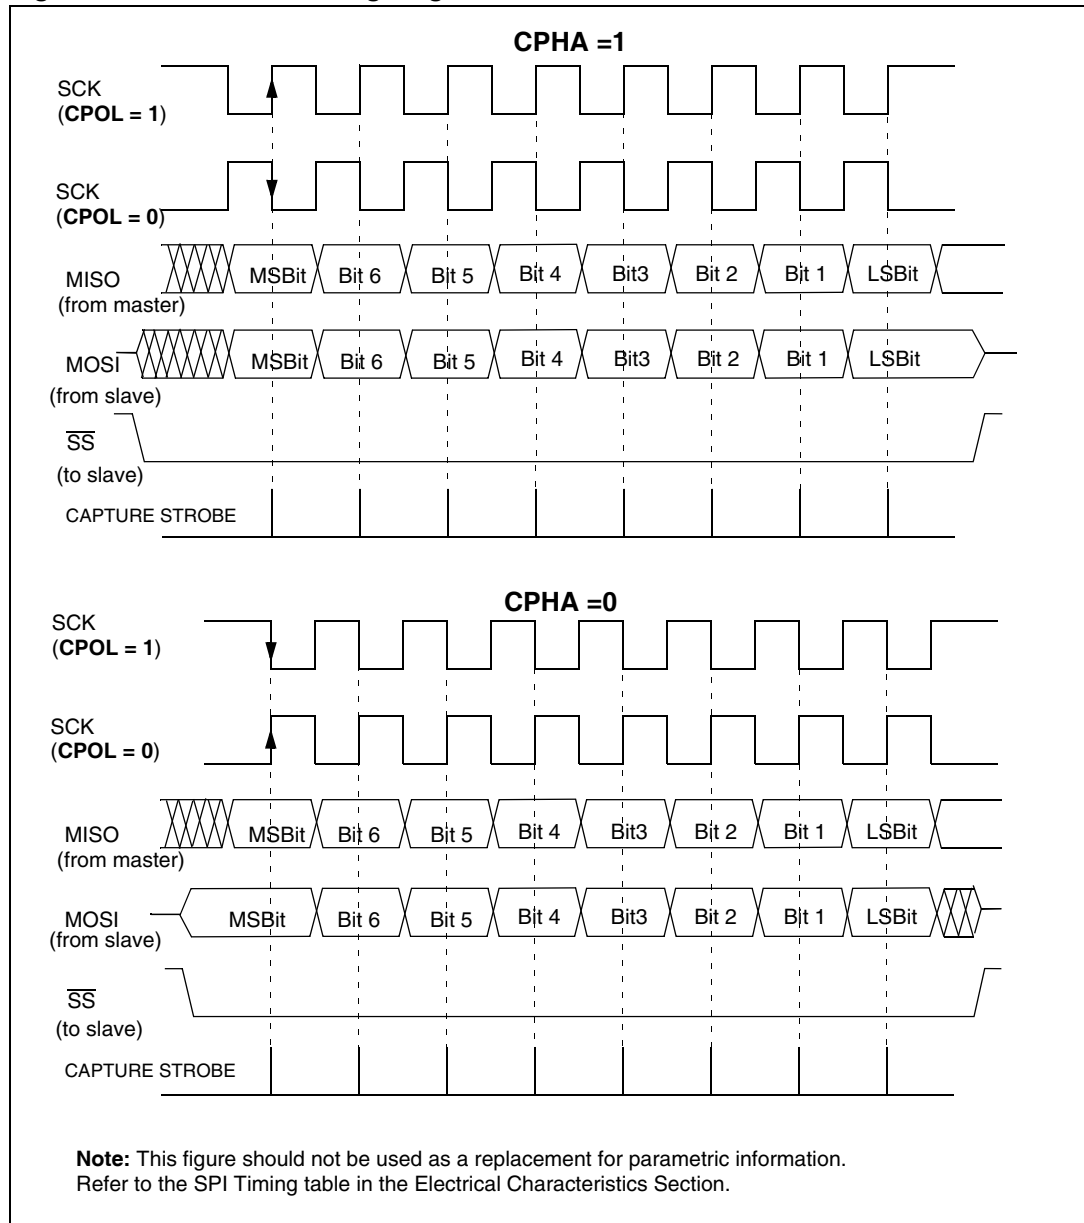 CPHA =1
SCK
(CPOL = 1)
SCK
(CPOL = 0)
MISO
(from master)
MSBit Bit 6 Bit 5 Bit 4 Bit3 Bit 2 Bit 1 LSBit
MOSI
(from slave)
MSBit Bit 6 Bit 5 Bit 4 Bit3 Bit 2 Bit 1 LSBit
SS
(to slave)
CAPTURE STROBE
CPHA =0
SCK
(CPOL = 1)
SCK
(CPOL = 0)
MISO
(from master)
MSBit Bit 6 Bit 5 Bit 4 Bit3 Bit 2 Bit 1 LSBit
MOSI
(from slave)
MSBit Bit 6 Bit 5 Bit 4 Bit3 Bit 2 Bit 1 LSBit
SS
(to slave)
CAPTURE STROBE
Note: This figure should not be used as a replacement for parametric information.
Refer to the SPI Timing table in the Electrical Characteristics Section.